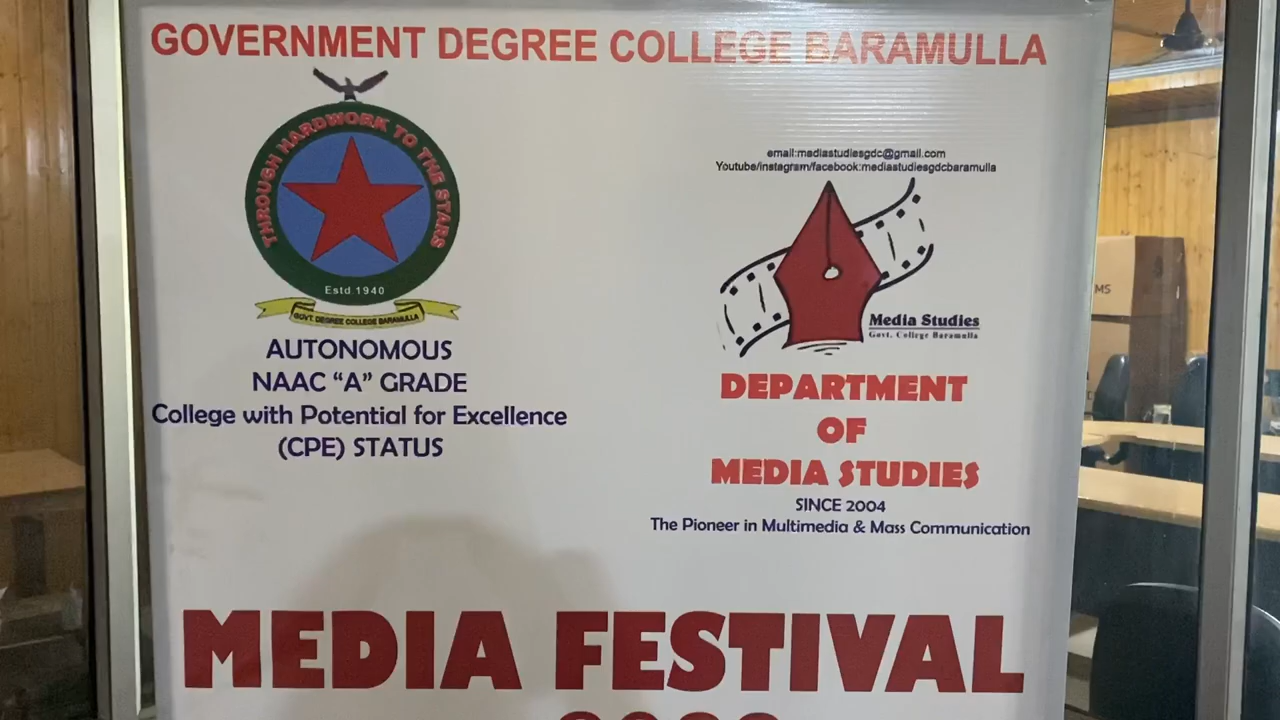 GOVERNMENT DEGREE COLLEGE BARAMULLA
THROUGH HARDWORK TO THE STARS
Estd.1940
GOVT. DEGREE COLLEGE BARAMULLA
AUTONOMOUS
NAAC “A” GRADE
College with Potential for Excellence
(CPE) STATUS
email:mediastudiesgdc@gmail.com
Youtube/instagram/facebook:mediastudiesgdcbaramulla
Media Studies
Govt. College Baramulla
DEPARTMENT
OF
MEDIA STUDIES
SINCE 2004
The Pioneer in Multimedia & Mass Communication
MEDIA FESTIVAL
MS